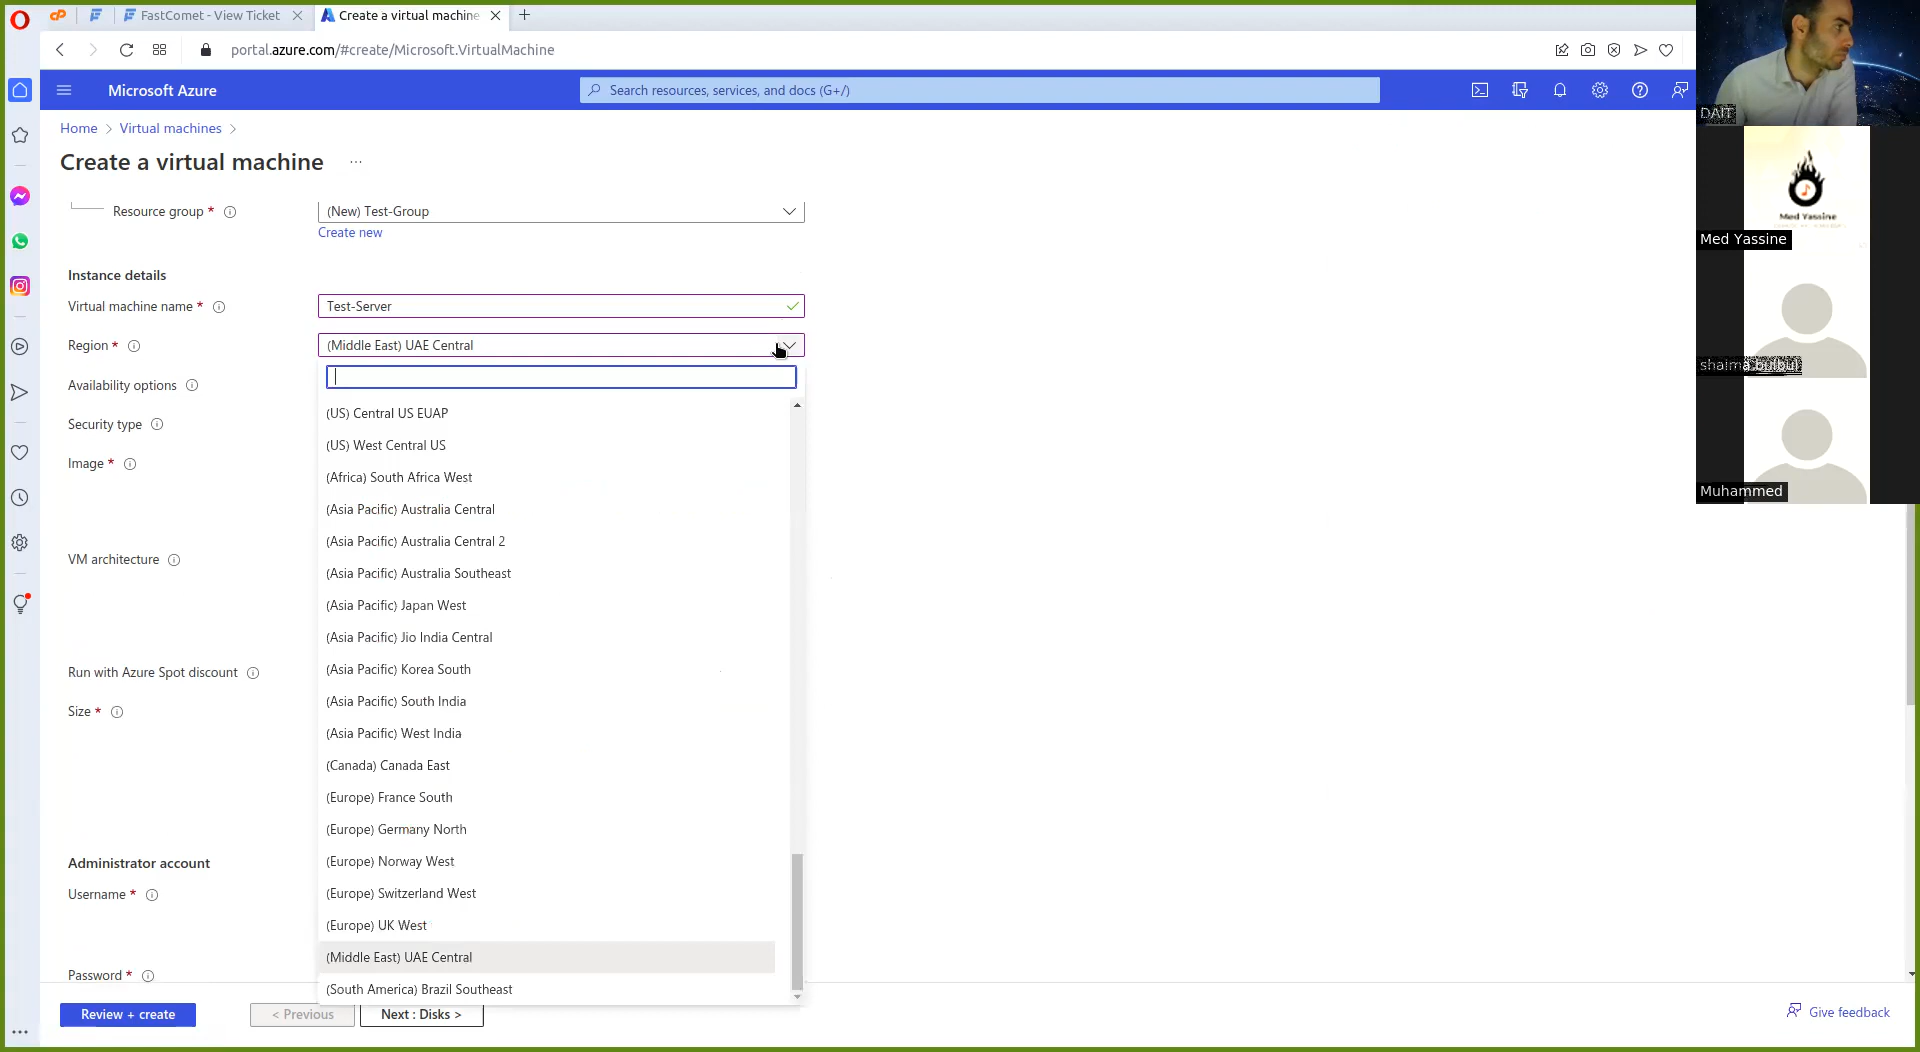 FastComet - View Ticket
Create a virtual machine
portal.azure.com/#create/Microsoft.VirtualMachine
Microsoft Azure
Search resources, services, and docs (G+/)
Home > Virtual machines >
Create a virtual machine
...
Resource group *
(New) Test-Group
Create new
Instance details
Virtual machine name *
Test-Server
Region *
(Middle East) UAE Central
Availability options
Security type
Image *
VM architecture
Run with Azure Spot discount
Size *
Administrator account
Username *
Password *
(US) Central US EUAP
(US) West Central US
(Africa) South Africa West
(Asia Pacific) Australia Central
(Asia Pacific) Australia Central 2
(Asia Pacific) Australia Southeast
(Asia Pacific) Japan West
(Asia Pacific) Jio India Central
(Asia Pacific) Korea South
(Asia Pacific) South India
(Asia Pacific) West India
(Canada) Canada East
(Europe) France South
(Europe) Germany North
(Europe) Norway West
(Europe) Switzerland West
(Europe) UK West
(Middle East) UAE Central
(South America) Brazil Southeast
Review + create
< Previous
Next : Disks >
Give feedback
DAIT
Med Yassine
Med Yassine
shaima
Muhammed